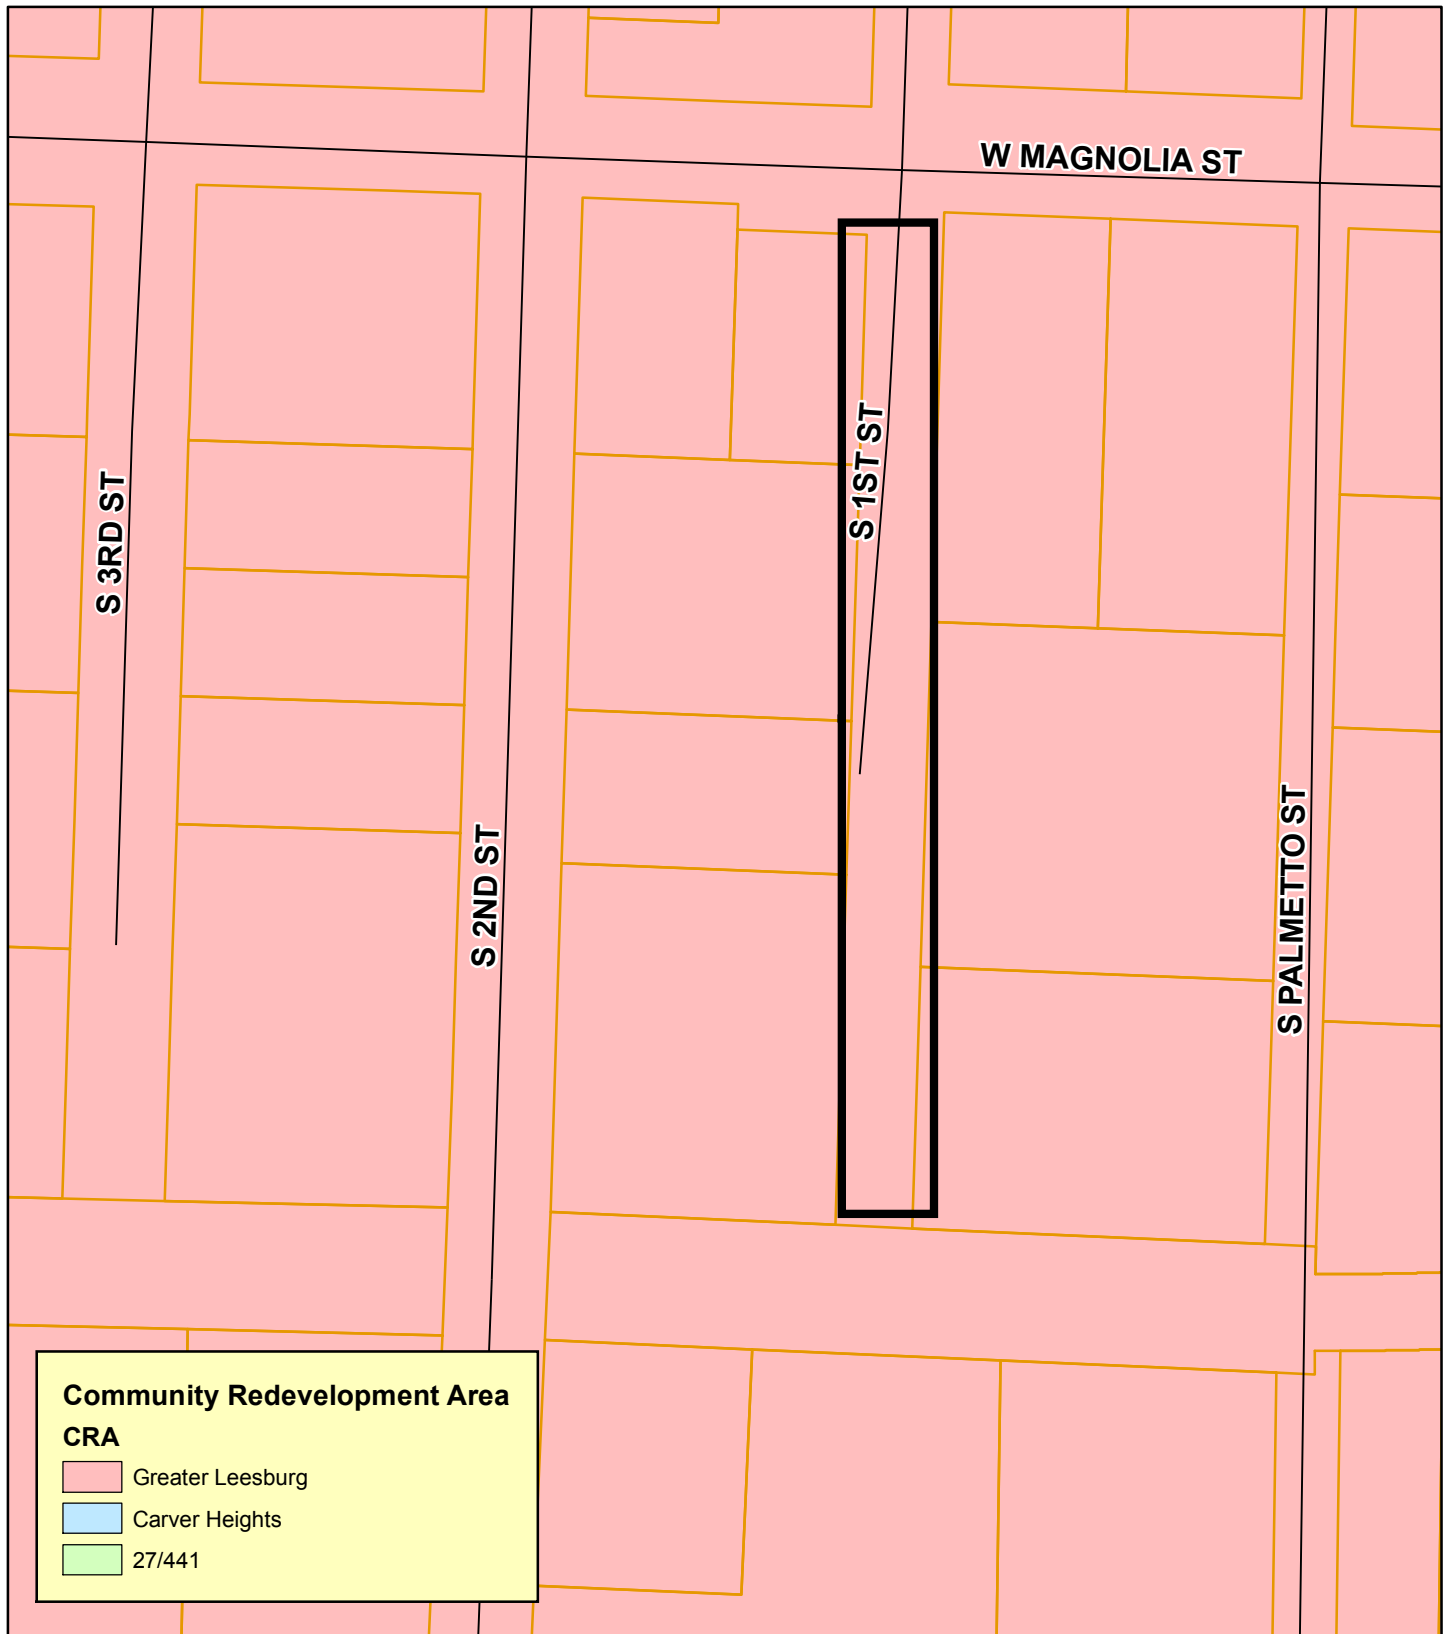 W MAGNOLIA ST
S 1ST ST
S 3RD ST
S 2ND ST
S PALMETTO ST
Community Redevelopment Area
CRA
Greater Leesburg
Carver Heights
27/441